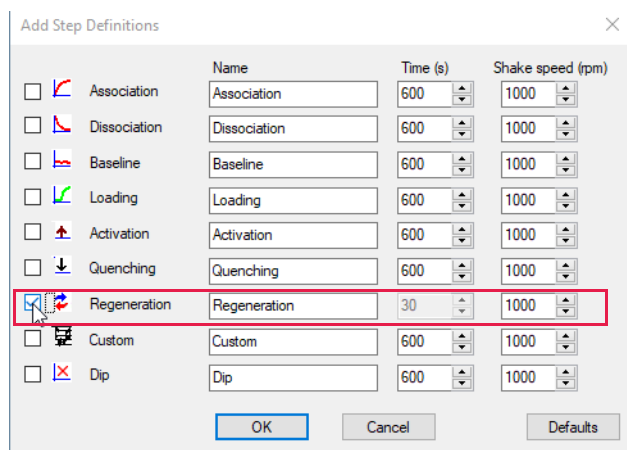 Add Step Definitions
Name Time (s) Shake speed (rpm)
Association Association 600 1000
Dissociation Dissociation 600 1000
Baseline Baseline 600 1000
Loading Loading 600 1000
Activation Activation 600 1000
Quenching Quenching 600 1000
Regeneration Regeneration 30 1000
Custom Custom 600 1000
Dip Dip 600 1000
OK Cancel Defaults